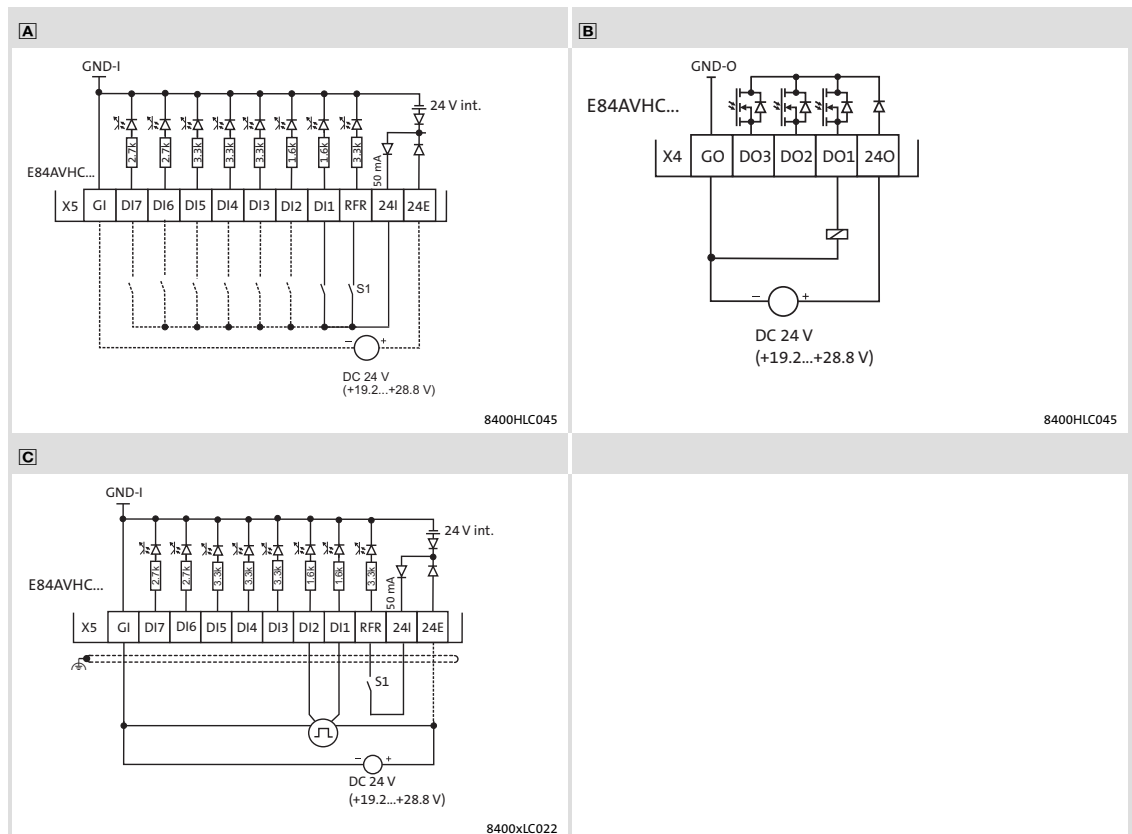 A
GND-I
24 V int.
2.7k 2.7k 3.3k 3.3k 3.3k 1.6k 1.6k 3.3k
50 mA
E84AVHC...
X5 GI DI7 DI6 DI5 DI4 DI3 DI2 DI1 RFR 24I 24E
S1
– +
DC 24 V
(+19.2...+28.8 V)
8400HLC045
B
GND-O
E84AVHC...
X4 GO DO3 DO2 DO1 24O
– +
DC 24 V
(+19.2...+28.8 V)
8400HLC045
C
GND-I
24 V int.
2.7k 2.7k 3.3k 3.3k 3.3k 1.6k 1.6k 3.3k
50 mA
E84AVHC...
X5 GI DI7 DI6 DI5 DI4 DI3 DI2 DI1 RFR 24I 24E
S1
– +
DC 24 V
(+19.2...+28.8 V)
8400xLC022